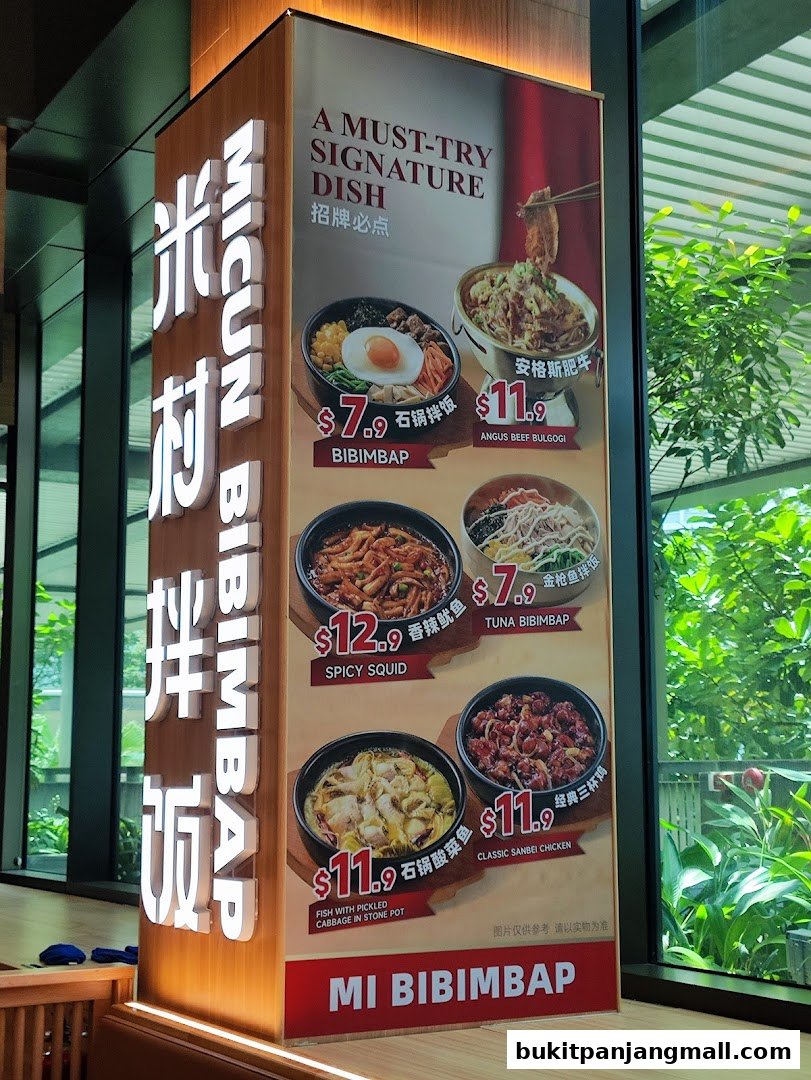 米村拌饭
MICUN BIBIMBAP
A MUST-TRY
SIGNATURE
DISH
招牌必点
$7.9
石锅拌饭
BIBIMBAP
安格斯肥牛
$11.9
ANGUS BEEF BULGOGI
$12.9
香辣鱿鱼
SPICY SQUID
$7.9
金枪鱼拌饭
TUNA BIBIMBAP
$11.9
石锅酸菜鱼
FISH WITH PICKLED
CABBAGE IN STONE POT
$11.9
经典三杯鸡
CLASSIC SANBEI CHICKEN
图片仅供参考 请以实物为准
MI BIBIMBAP
bukitpanjangmall.com